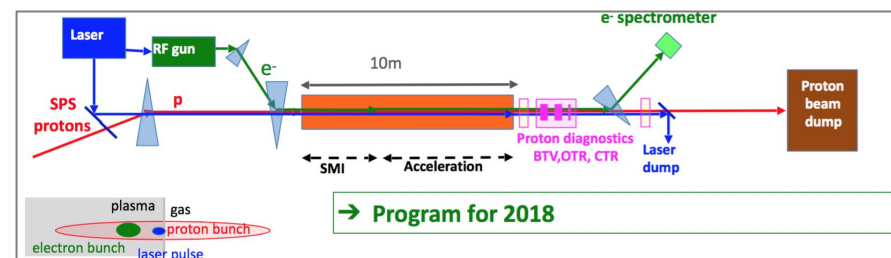 Laser
RF gun
e-
e- spectrometer
10m
SPS
protons
p
Proton
beam
dump
Proton diagnostics
BTV,OTR, CTR
Laser
dump
SMI
Acceleration
plasma
gas
proton bunch
electron bunch
laser pulse
→ Program for 2018